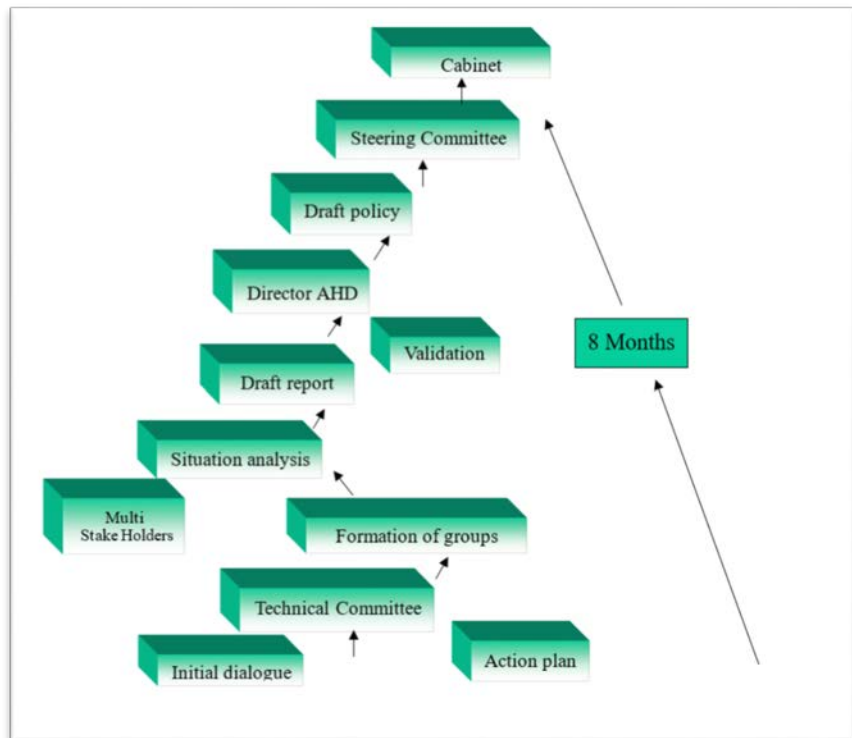 Cabinet
Steering Committee
Draft policy
Director AHD
Validation
8 Months
Draft report
Situation analysis
Multi
Stake Holders
Formation of groups
Technical Committee
Initial dialogue
Action plan